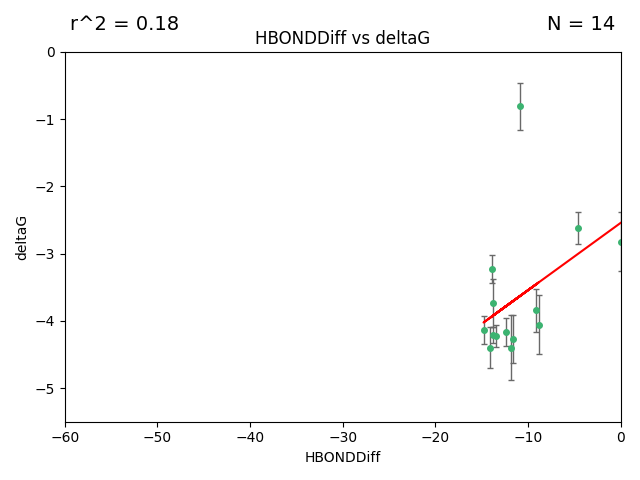 r^2 = 0.18
N = 14
HBONDDiff vs deltaG
0
−1
−2
−3
−4
−5
deltaG
−60
−50
−40
−30
−20
−10
0
HBONDDiff